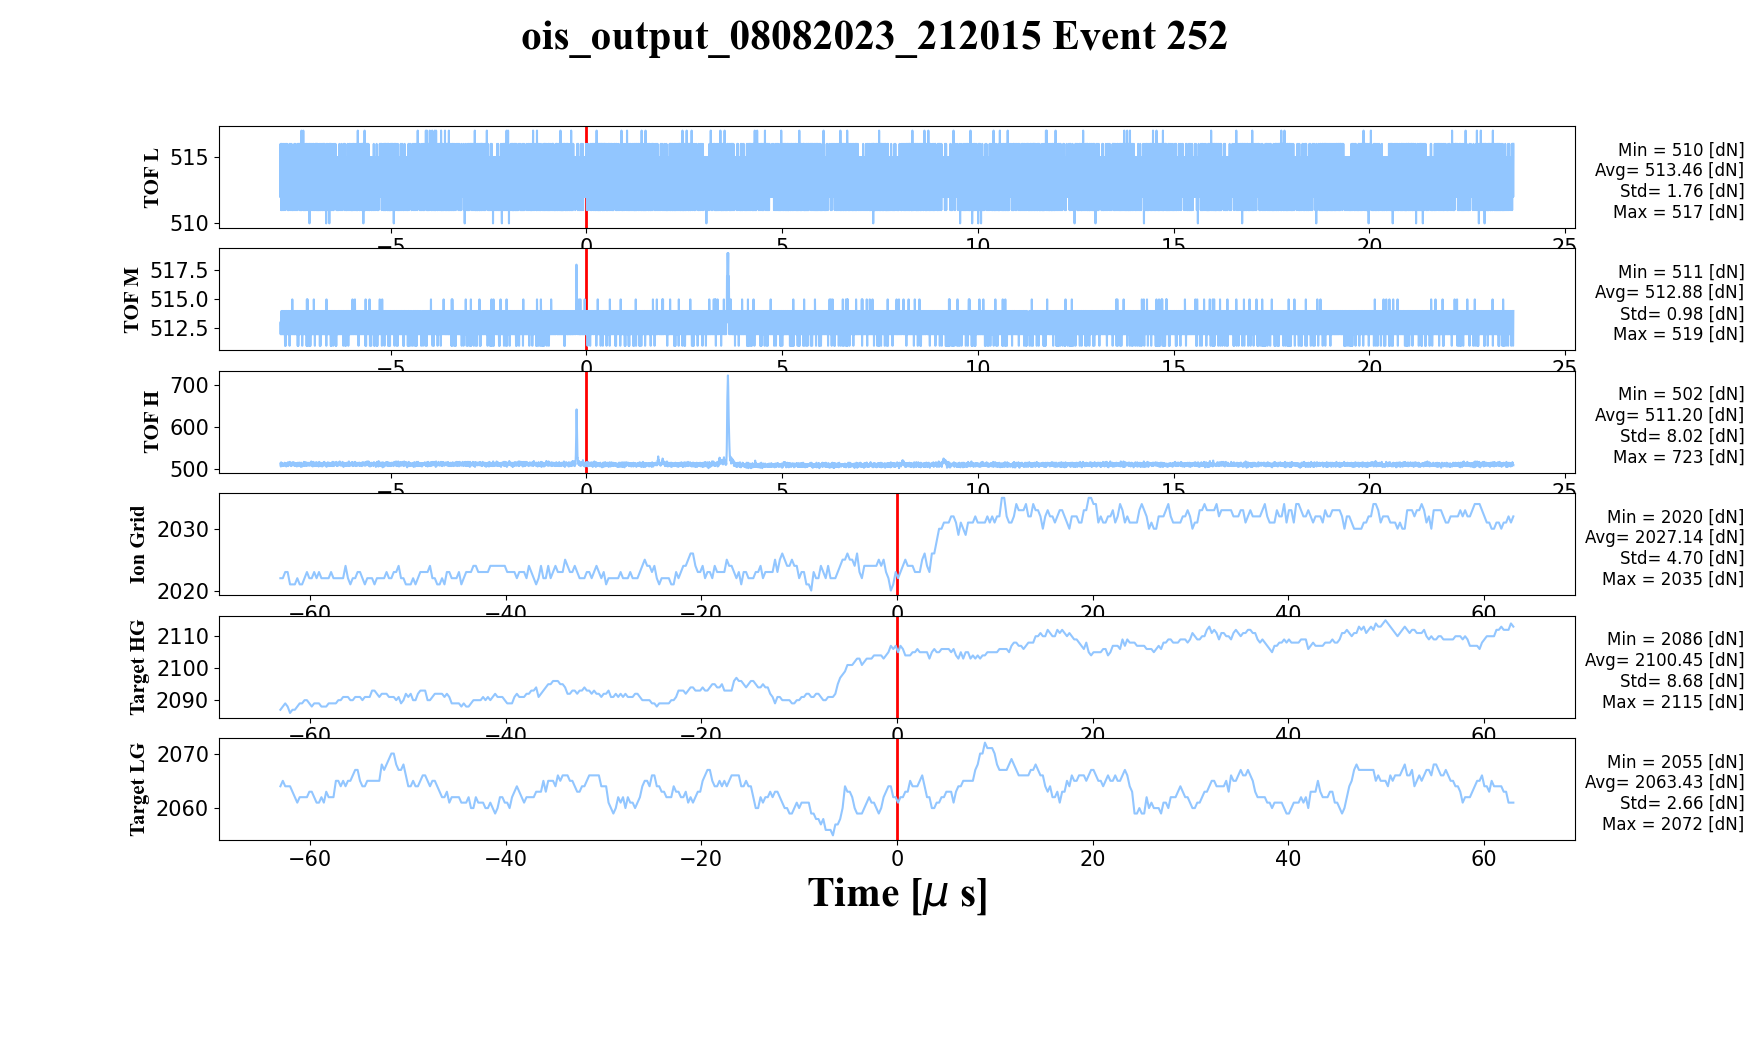 ois_output_08082023_212015 Event 252
TOF L
515
510
−5 0 5 10 15 20 25
Min = 510 [dN]
Avg= 513.46 [dN]
Std= 1.76 [dN]
Max = 517 [dN]
TOF M
517.5
515.0
512.5
−5 0 5 10 15 20 25
Min = 511 [dN]
Avg= 512.88 [dN]
Std= 0.98 [dN]
Max = 519 [dN]
TOF H
700
600
500
−5 0 5 10 15 20 25
Min = 502 [dN]
Avg= 511.20 [dN]
Std= 8.02 [dN]
Max = 723 [dN]
Ion Grid
2030
2020
−60 −40 −20 0 20 40 60
Min = 2020 [dN]
Avg= 2027.14 [dN]
Std= 4.70 [dN]
Max = 2035 [dN]
Target HG
2110
2100
2090
−60 −40 −20 0 20 40 60
Min = 2086 [dN]
Avg= 2100.45 [dN]
Std= 8.68 [dN]
Max = 2115 [dN]
Target LG
2070
2060
−60 −40 −20 0 20 40 60
Min = 2055 [dN]
Avg= 2063.43 [dN]
Std= 2.66 [dN]
Max = 2072 [dN]
Time [μ s]